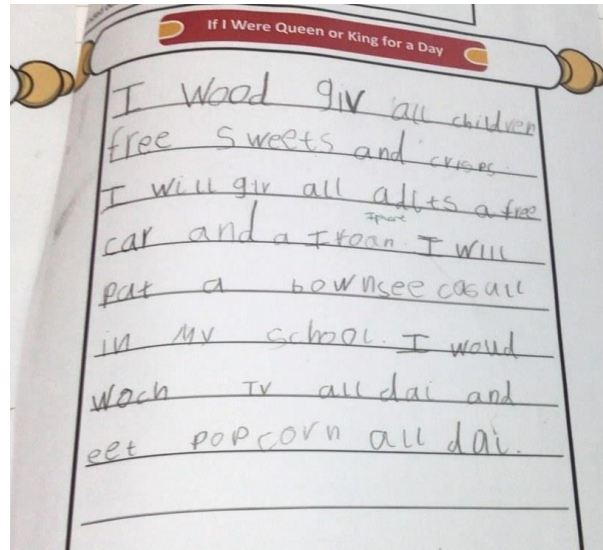 If I Were Queen or King for a Day
I Wood giv all children
free sweets and crisps.
I will giv all adlts a free
Iphone
car and a Ifoan. I Will
pat a bownsee casall
in My school. I woud
Woch TV all dai and
eet popcorn all dai.